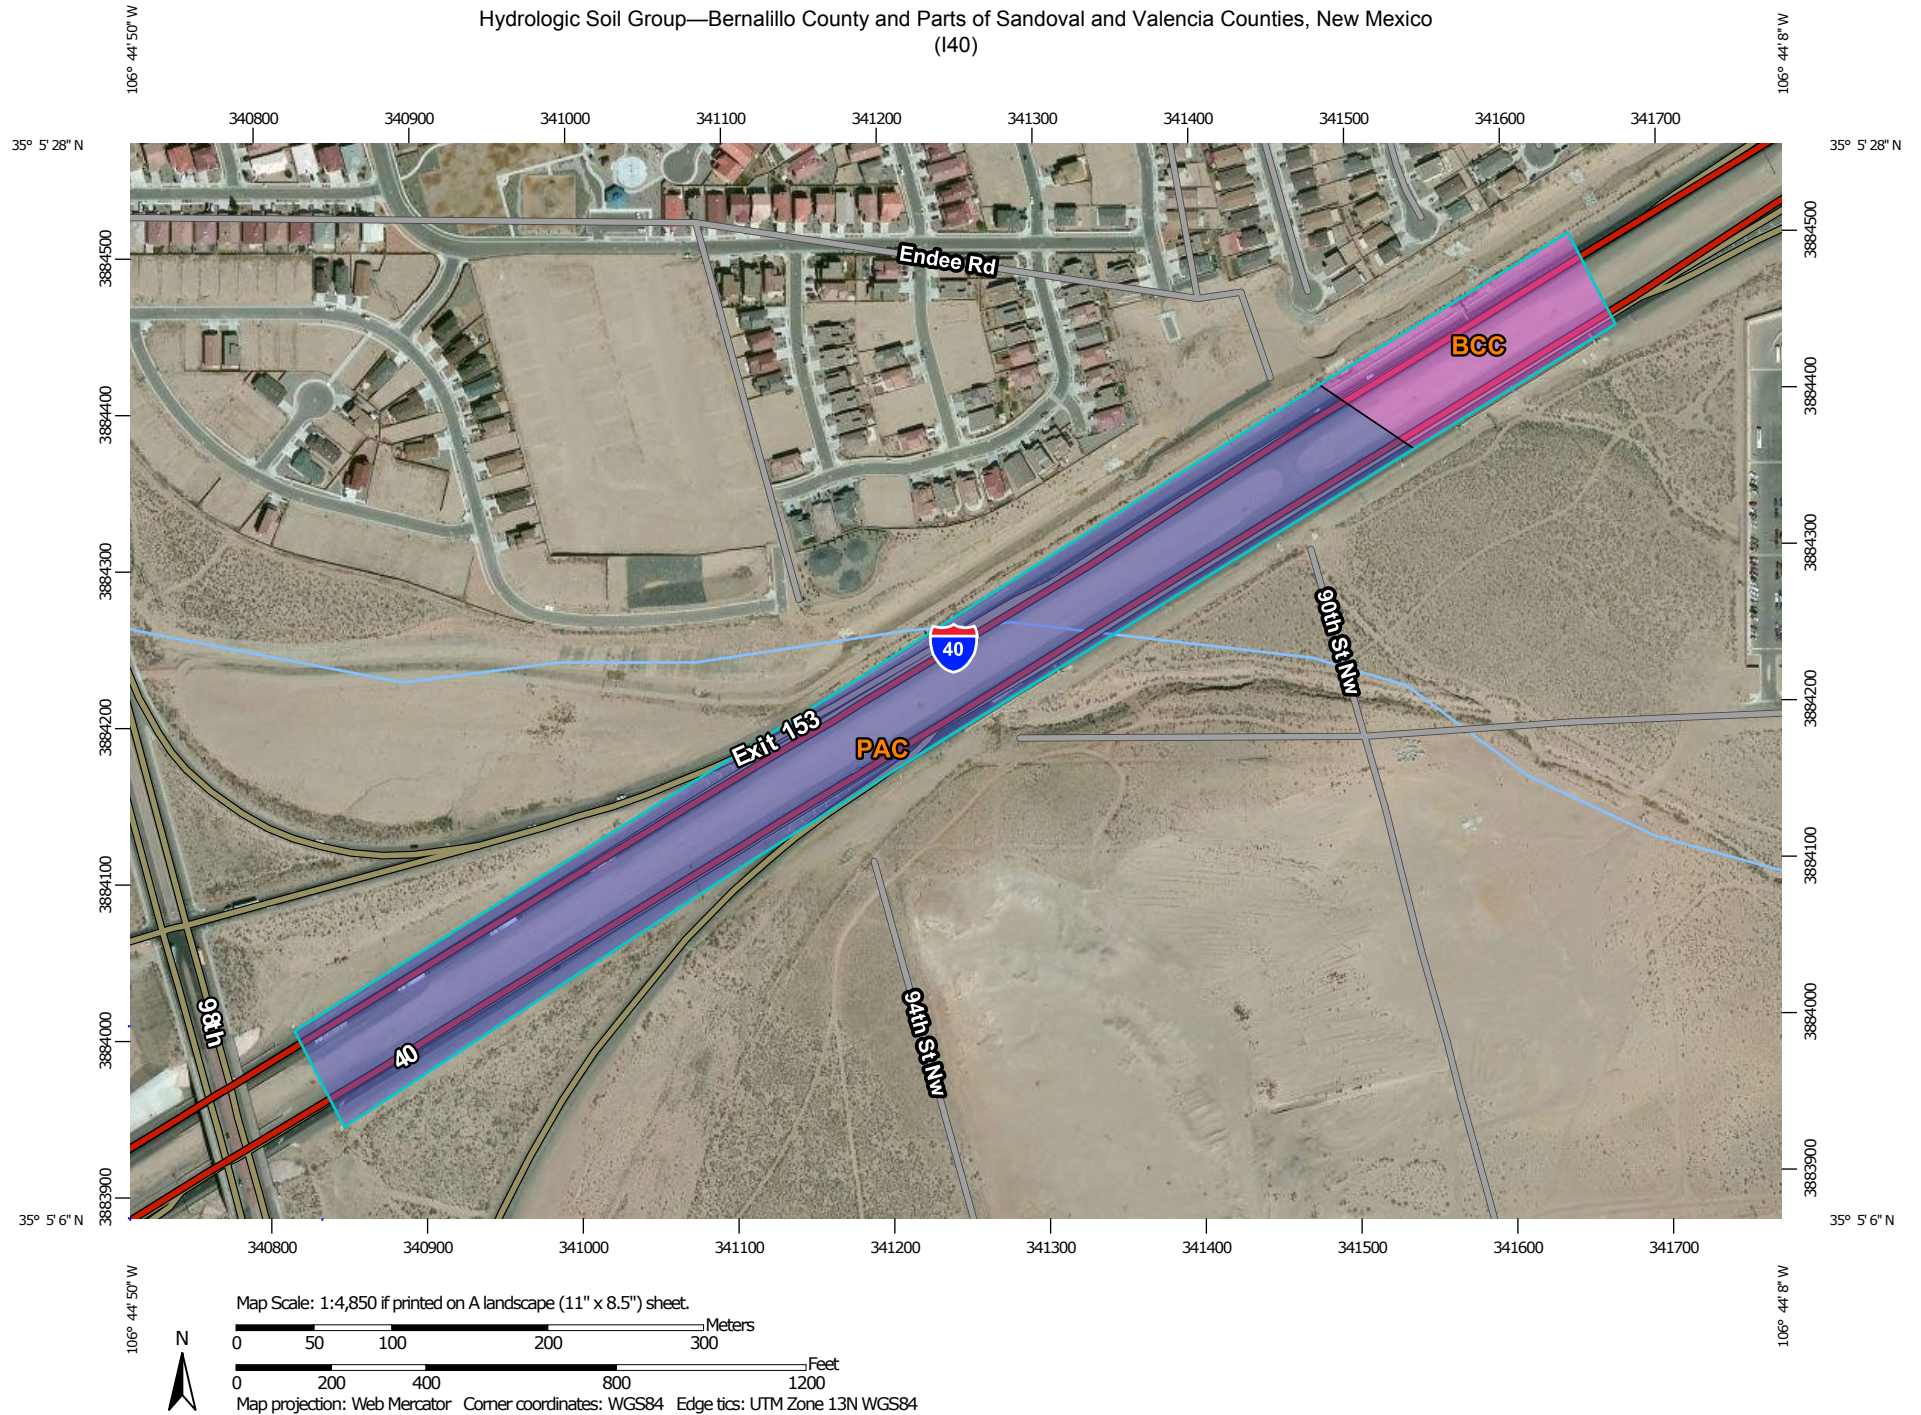 Hydrologic Soil Group—Bernalillo County and Parts of Sandoval and Valencia Counties, New Mexico
(I40)
106° 44' 50'' W
106° 44' 8'' W
340800 340900 341000 341100 341200 341300 341400 341500 341600 341700
35° 5' 28'' N
35° 5' 28'' N
3884500
3884500
Endee Rd
BCC
3884400
3884400
3884300
3884300
90th St Nw
40
3884200
3884200
Exit 153
PAC
3884100
3884100
98th
94th St Nw
3884000
3884000
40
3883900
3883900
35° 5' 6'' N
35° 5' 6'' N
340800 340900 341000 341100 341200 341300 341400 341500 341600 341700
106° 44' 50'' W
106° 44' 8'' W
Map Scale: 1:4,850 if printed on A landscape (11" x 8.5") sheet.
Meters
0 50 100 200 300
N
Feet
0 200 400 800 1200
Map projection: Web Mercator Corner coordinates: WGS84 Edge tics: UTM Zone 13N WGS84